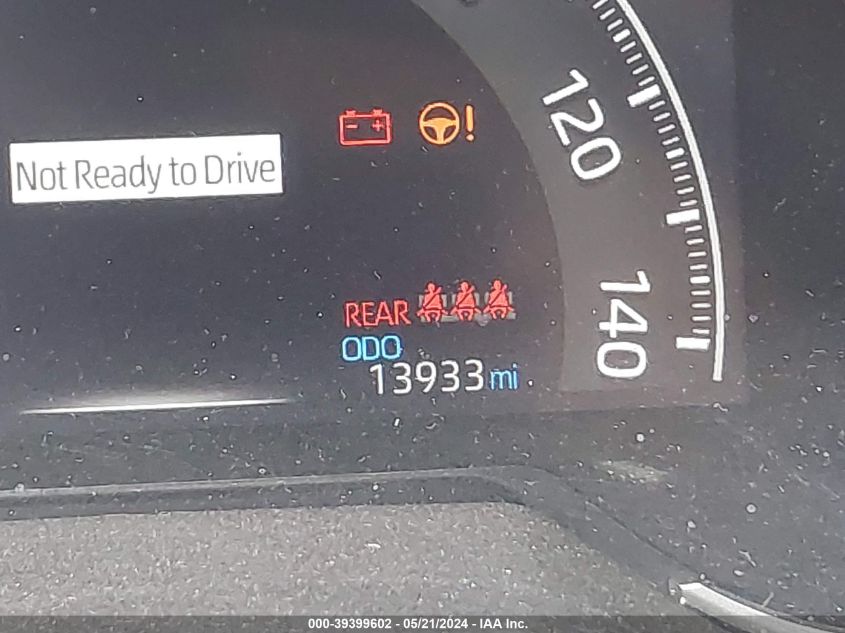 120
Not Ready to Drive
140
REAR
ODO
13933 mi
000-39399602 - 05/21/2024 - IAA Inc.